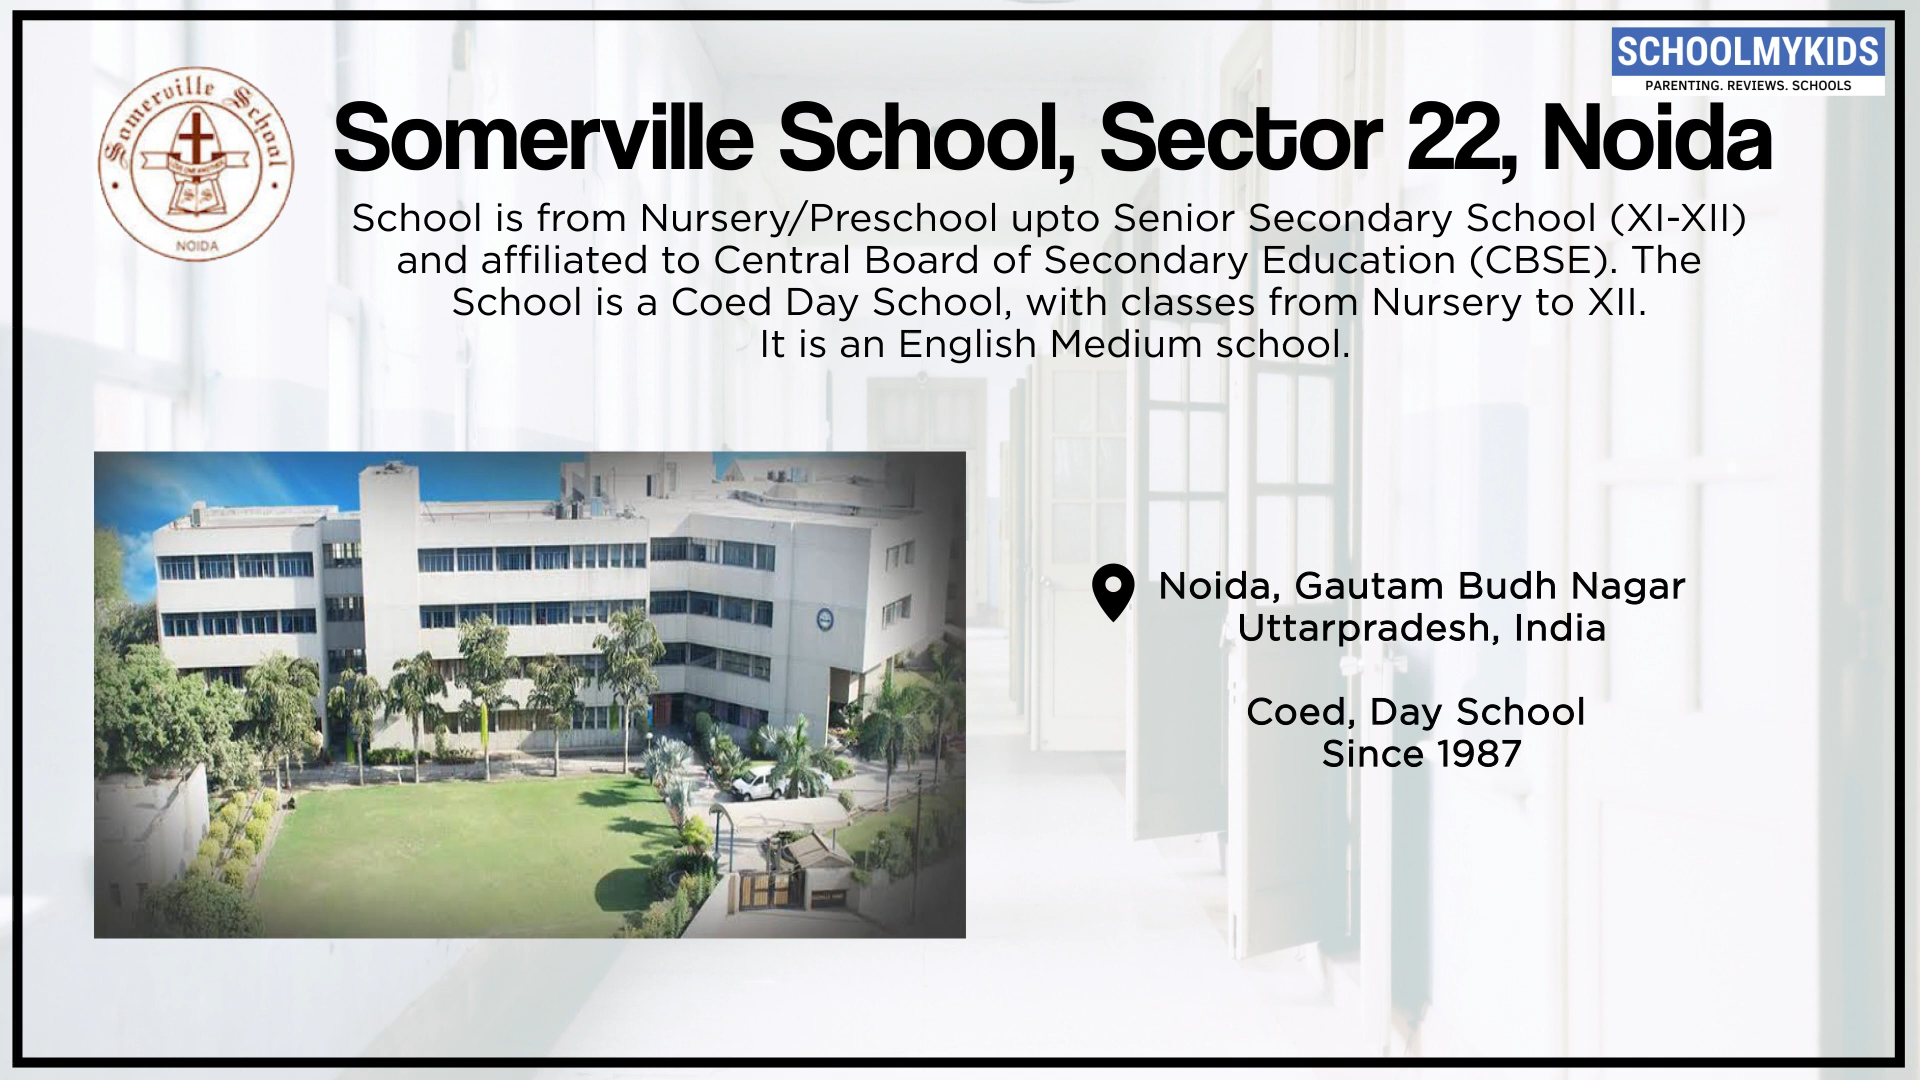 SCHOOLMYKIDS
PARENTING. REVIEWS. SCHOOLS
Somerville School
NOIDA
Somerville School, Sector 22, Noida
School is from Nursery/Preschool upto Senior Secondary School (XI-XII)
and affiliated to Central Board of Secondary Education (CBSE). The
School is a Coed Day School, with classes from Nursery to XII.
It is an English Medium school.
Noida, Gautam Budh Nagar
Uttarpradesh, India
Coed, Day School
Since 1987